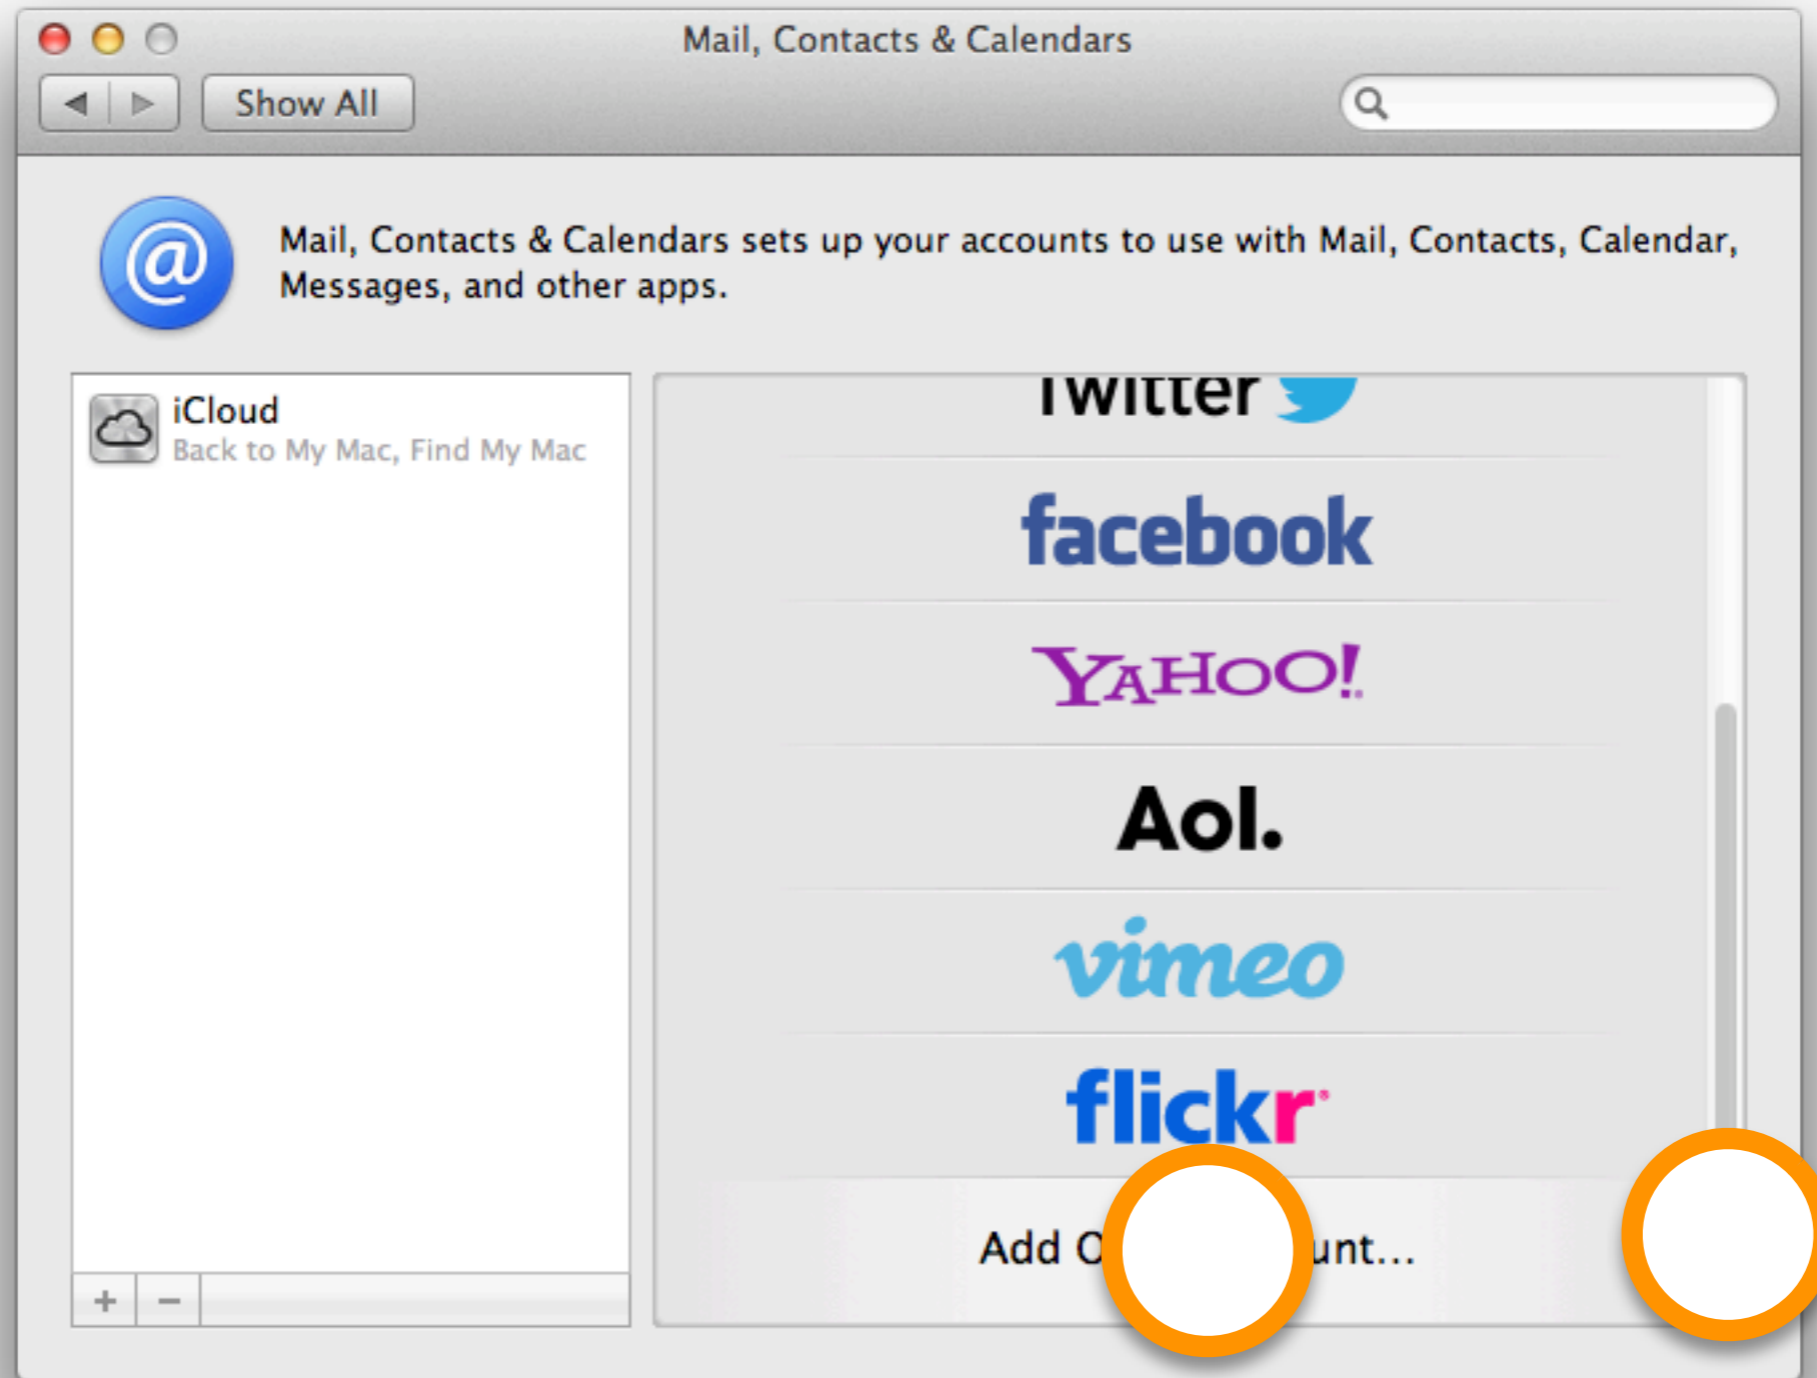 Mail, Contacts & Calendars
Show All
@
Mail, Contacts & Calendars sets up your accounts to use with Mail, Contacts, Calendar,
Messages, and other apps.
iCloud
Back to My Mac, Find My Mac
Twitter
facebook
YAHOO!
Aol.
vimeo
flickr
Add